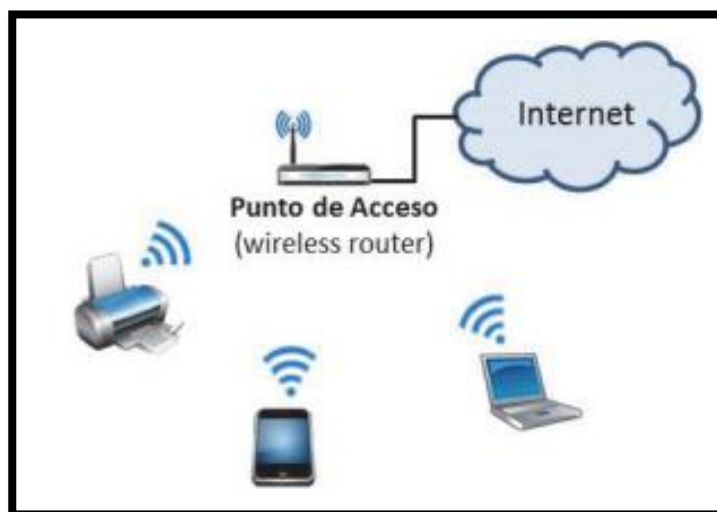 Internet
Punto de Acceso
(wireless router)